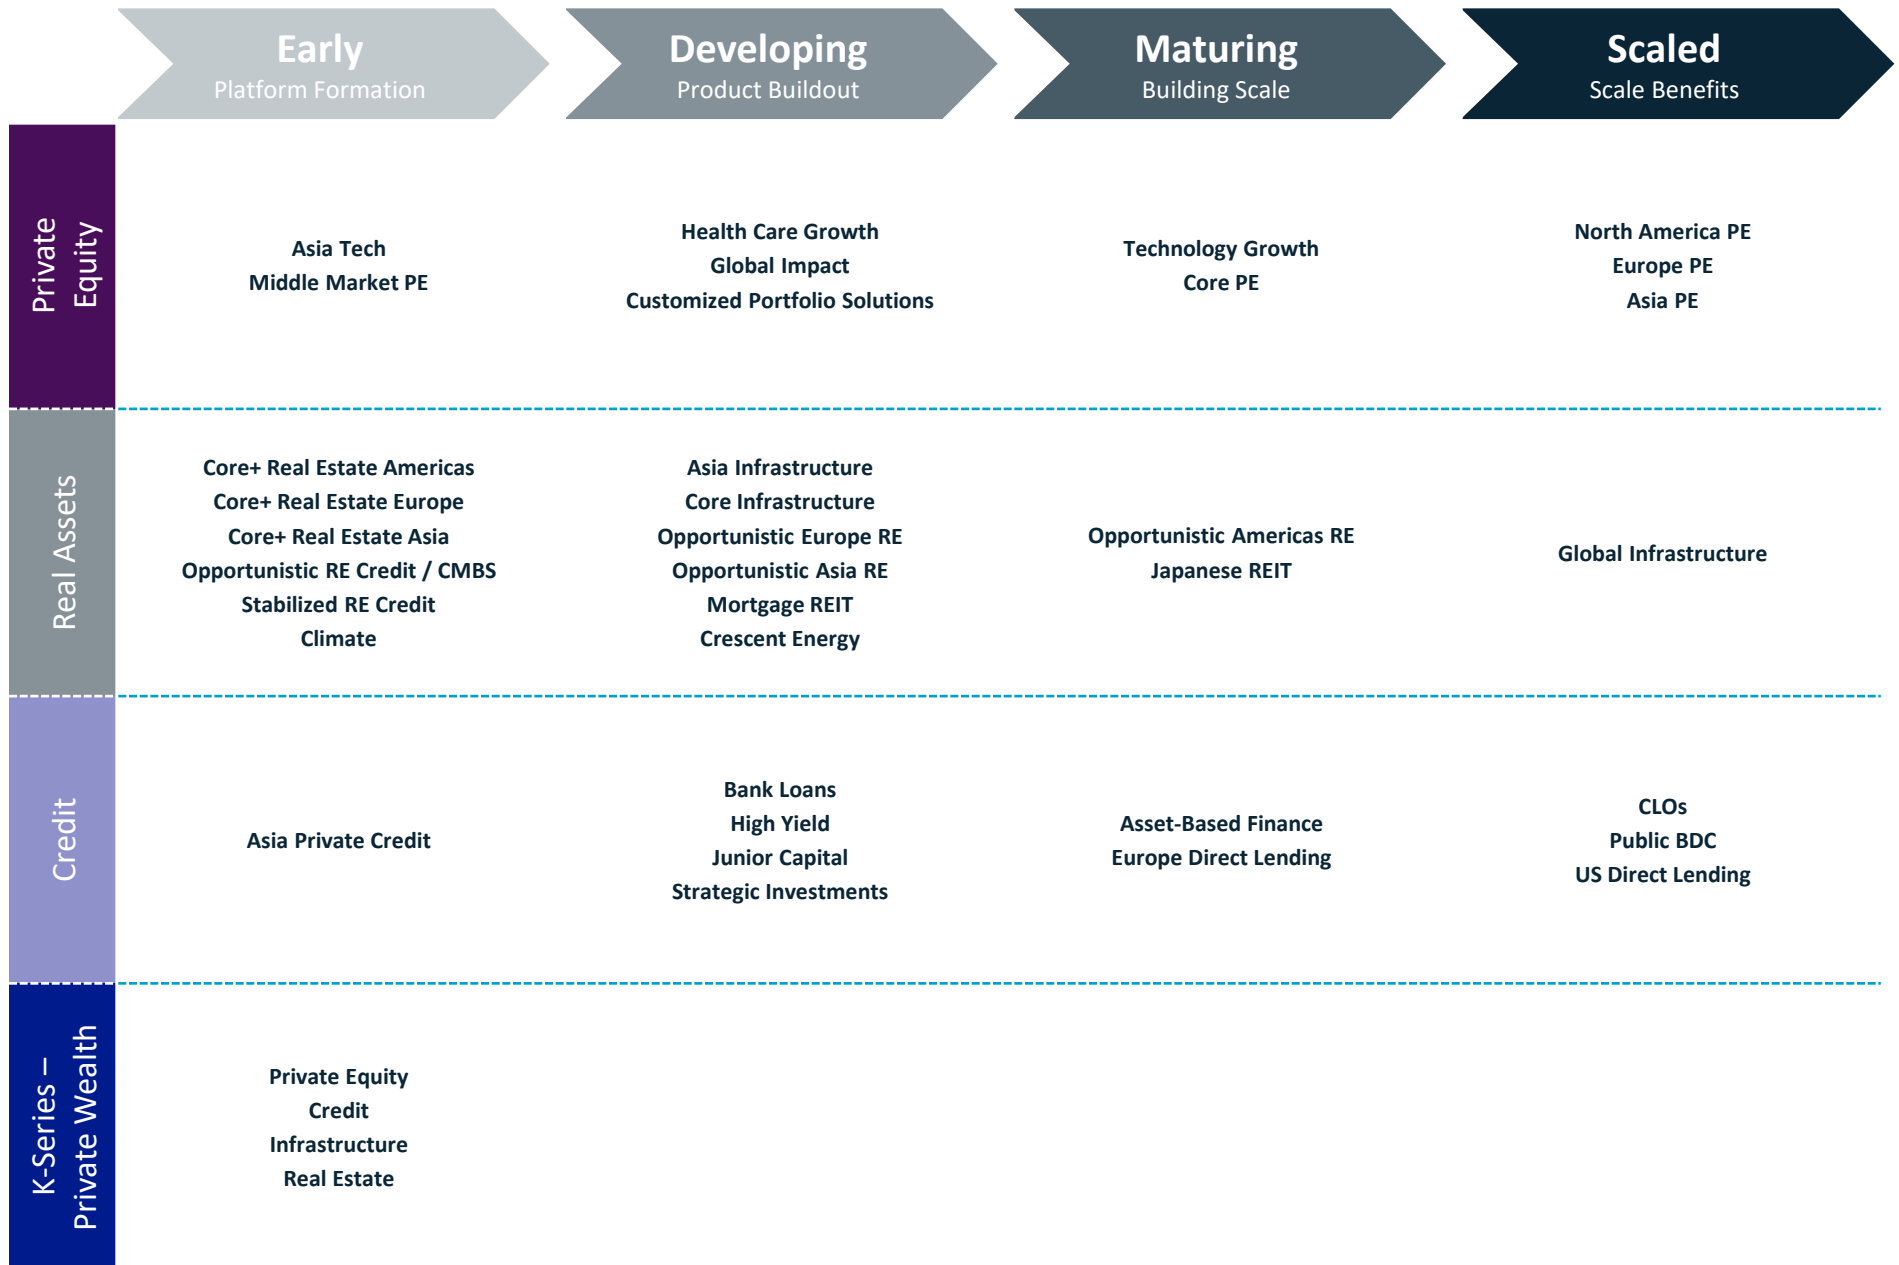 Early
Platform Formation
Developing
Product Buildout
Maturing
Building Scale
Scaled
Scale Benefits
Private
Equity
Asia Tech
Middle Market PE
Health Care Growth
Global Impact
Customized Portfolio Solutions
Technology Growth
Core PE
North America PE
Europe PE
Asia PE
Real Assets
Core+ Real Estate Americas
Core+ Real Estate Europe
Core+ Real Estate Asia
Opportunistic RE Credit / CMBS
Stabilized RE Credit
Climate
Asia Infrastructure
Core Infrastructure
Opportunistic Europe RE
Opportunistic Asia RE
Mortgage REIT
Crescent Energy
Opportunistic Americas RE
Japanese REIT
Global Infrastructure
Credit
Asia Private Credit
Bank Loans
High Yield
Junior Capital
Strategic Investments
Asset-Based Finance
Europe Direct Lending
CLOs
Public BDC
US Direct Lending
K-Series –
Private Wealth
Private Equity
Credit
Infrastructure
Real Estate